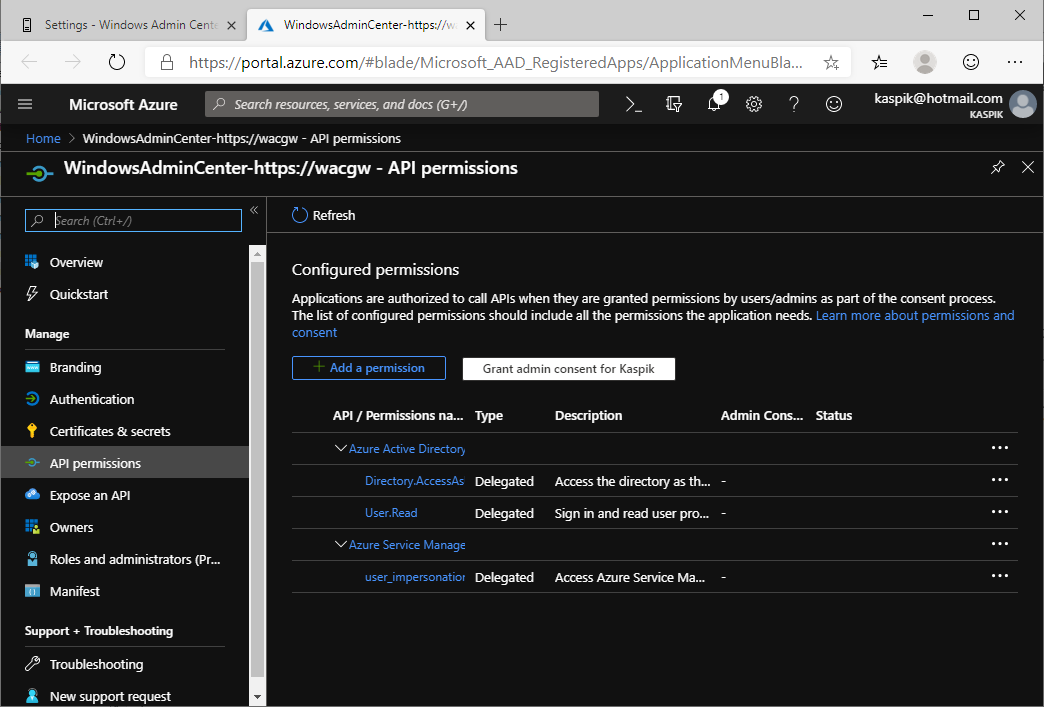 Settings - Windows Admin Cente
WindowsAdminCenter-https://wa
https://portal.azure.com/#blade/Microsoft_AAD_RegisteredApps/ApplicationMenuBla...
Microsoft Azure
Search resources, services, and docs (G+/)
1
kaspik@hotmail.com
KASPIK
Home > WindowsAdminCenter-https://wacgw - API permissions
WindowsAdminCenter-https://wacgw - API permissions
Search (Ctrl+/)
Overview
Quickstart
Manage
Branding
Authentication
Certificates & secrets
API permissions
Expose an API
Owners
Roles and administrators (Pr...
Manifest
Support + Troubleshooting
Troubleshooting
New support request
Refresh
Configured permissions
Applications are authorized to call APIs when they are granted permissions by users/admins as part of the consent process.
The list of configured permissions should include all the permissions the application needs. Learn more about permissions and
consent
+ Add a permission
Grant admin consent for Kaspik
API / Permissions na... Type Description Admin Cons... Status
Azure Active Directory ...
Directory.AccessAs Delegated Access the directory as th... - ...
User.Read Delegated Sign in and read user pro... - ...
Azure Service Manage ...
user_impersonation Delegated Access Azure Service Ma... - ...